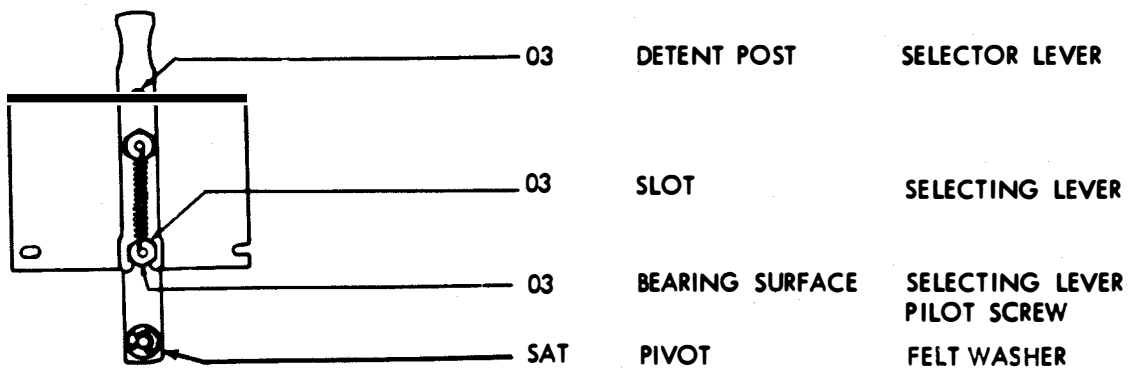 03 DETENT POST SELECTOR LEVER
03 SLOT SELECTING LEVER
03 BEARING SURFACE SELECTING LEVER
PILOT SCREW
SAT PIVOT FELT WASHER